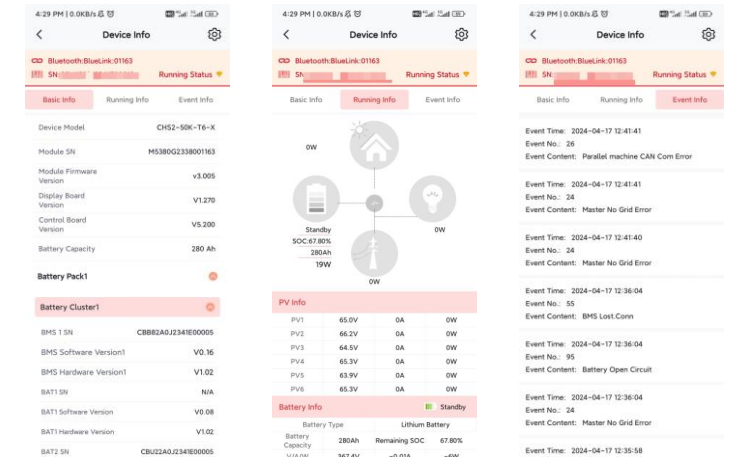 4:29 PM | 0.0KB/s
Device Info
Bluetooth:BlueLink:01163
SN:
Running Status
Basic Info
Running Info
Event Info
Device Model
CHS2-50K-T6-X
Module SN
M5380G2338001163
Module Firmware
Version
v3.005
Display Board
Version
V1.270
Control Board
Version
V5.200
Battery Capacity
280 Ah
Battery Pack1
Battery Cluster1
BMS 1 SN
CBB82A0J2341E00005
BMS Software Version1
V0.16
BMS Hardware Version1
V1.02
BAT1 SN
N/A
BAT1 Software Version
V0.08
BAT1 Hardware Version
V1.02
BAT2 SN
CBU22A0J2341E00005
4:29 PM | 0.0KB/s
Device Info
Bluetooth:BlueLink:01163
SN:
Running Status
Basic Info
Running Info
Event Info
0W
Standby
SOC:67.80%
280Ah
19W
0W
0W
PV Info
PV1 65.0V 0A 0W
PV2 66.2V 0A 0W
PV3 64.5V 0A 0W
PV4 65.3V 0A 0W
PV5 63.9V 0A 0W
PV6 65.3V 0A 0W
Battery Info
Standby
Battery Type
Lithium Battery
Battery
Capacity
280Ah
Remaining SOC
67.80%
V/A/W 367.4V -0.01A -6W
4:29 PM | 0.0KB/s
Device Info
Bluetooth:BlueLink:01163
SN:
Running Status
Basic Info
Running Info
Event Info
Event Time: 2024-04-17 12:41:41
Event No.: 26
Event Content: Parallel machine CAN Com Error
Event Time: 2024-04-17 12:41:41
Event No.: 24
Event Content: Master No Grid Error
Event Time: 2024-04-17 12:41:40
Event No.: 24
Event Content: Master No Grid Error
Event Time: 2024-04-17 12:36:04
Event No.: 55
Event Content: BMS Lost.Conn
Event Time: 2024-04-17 12:36:04
Event No.: 95
Event Content: Battery Open Circuit
Event Time: 2024-04-17 12:36:04
Event No.: 24
Event Content: Master No Grid Error
Event Time: 2024-04-17 12:35:58